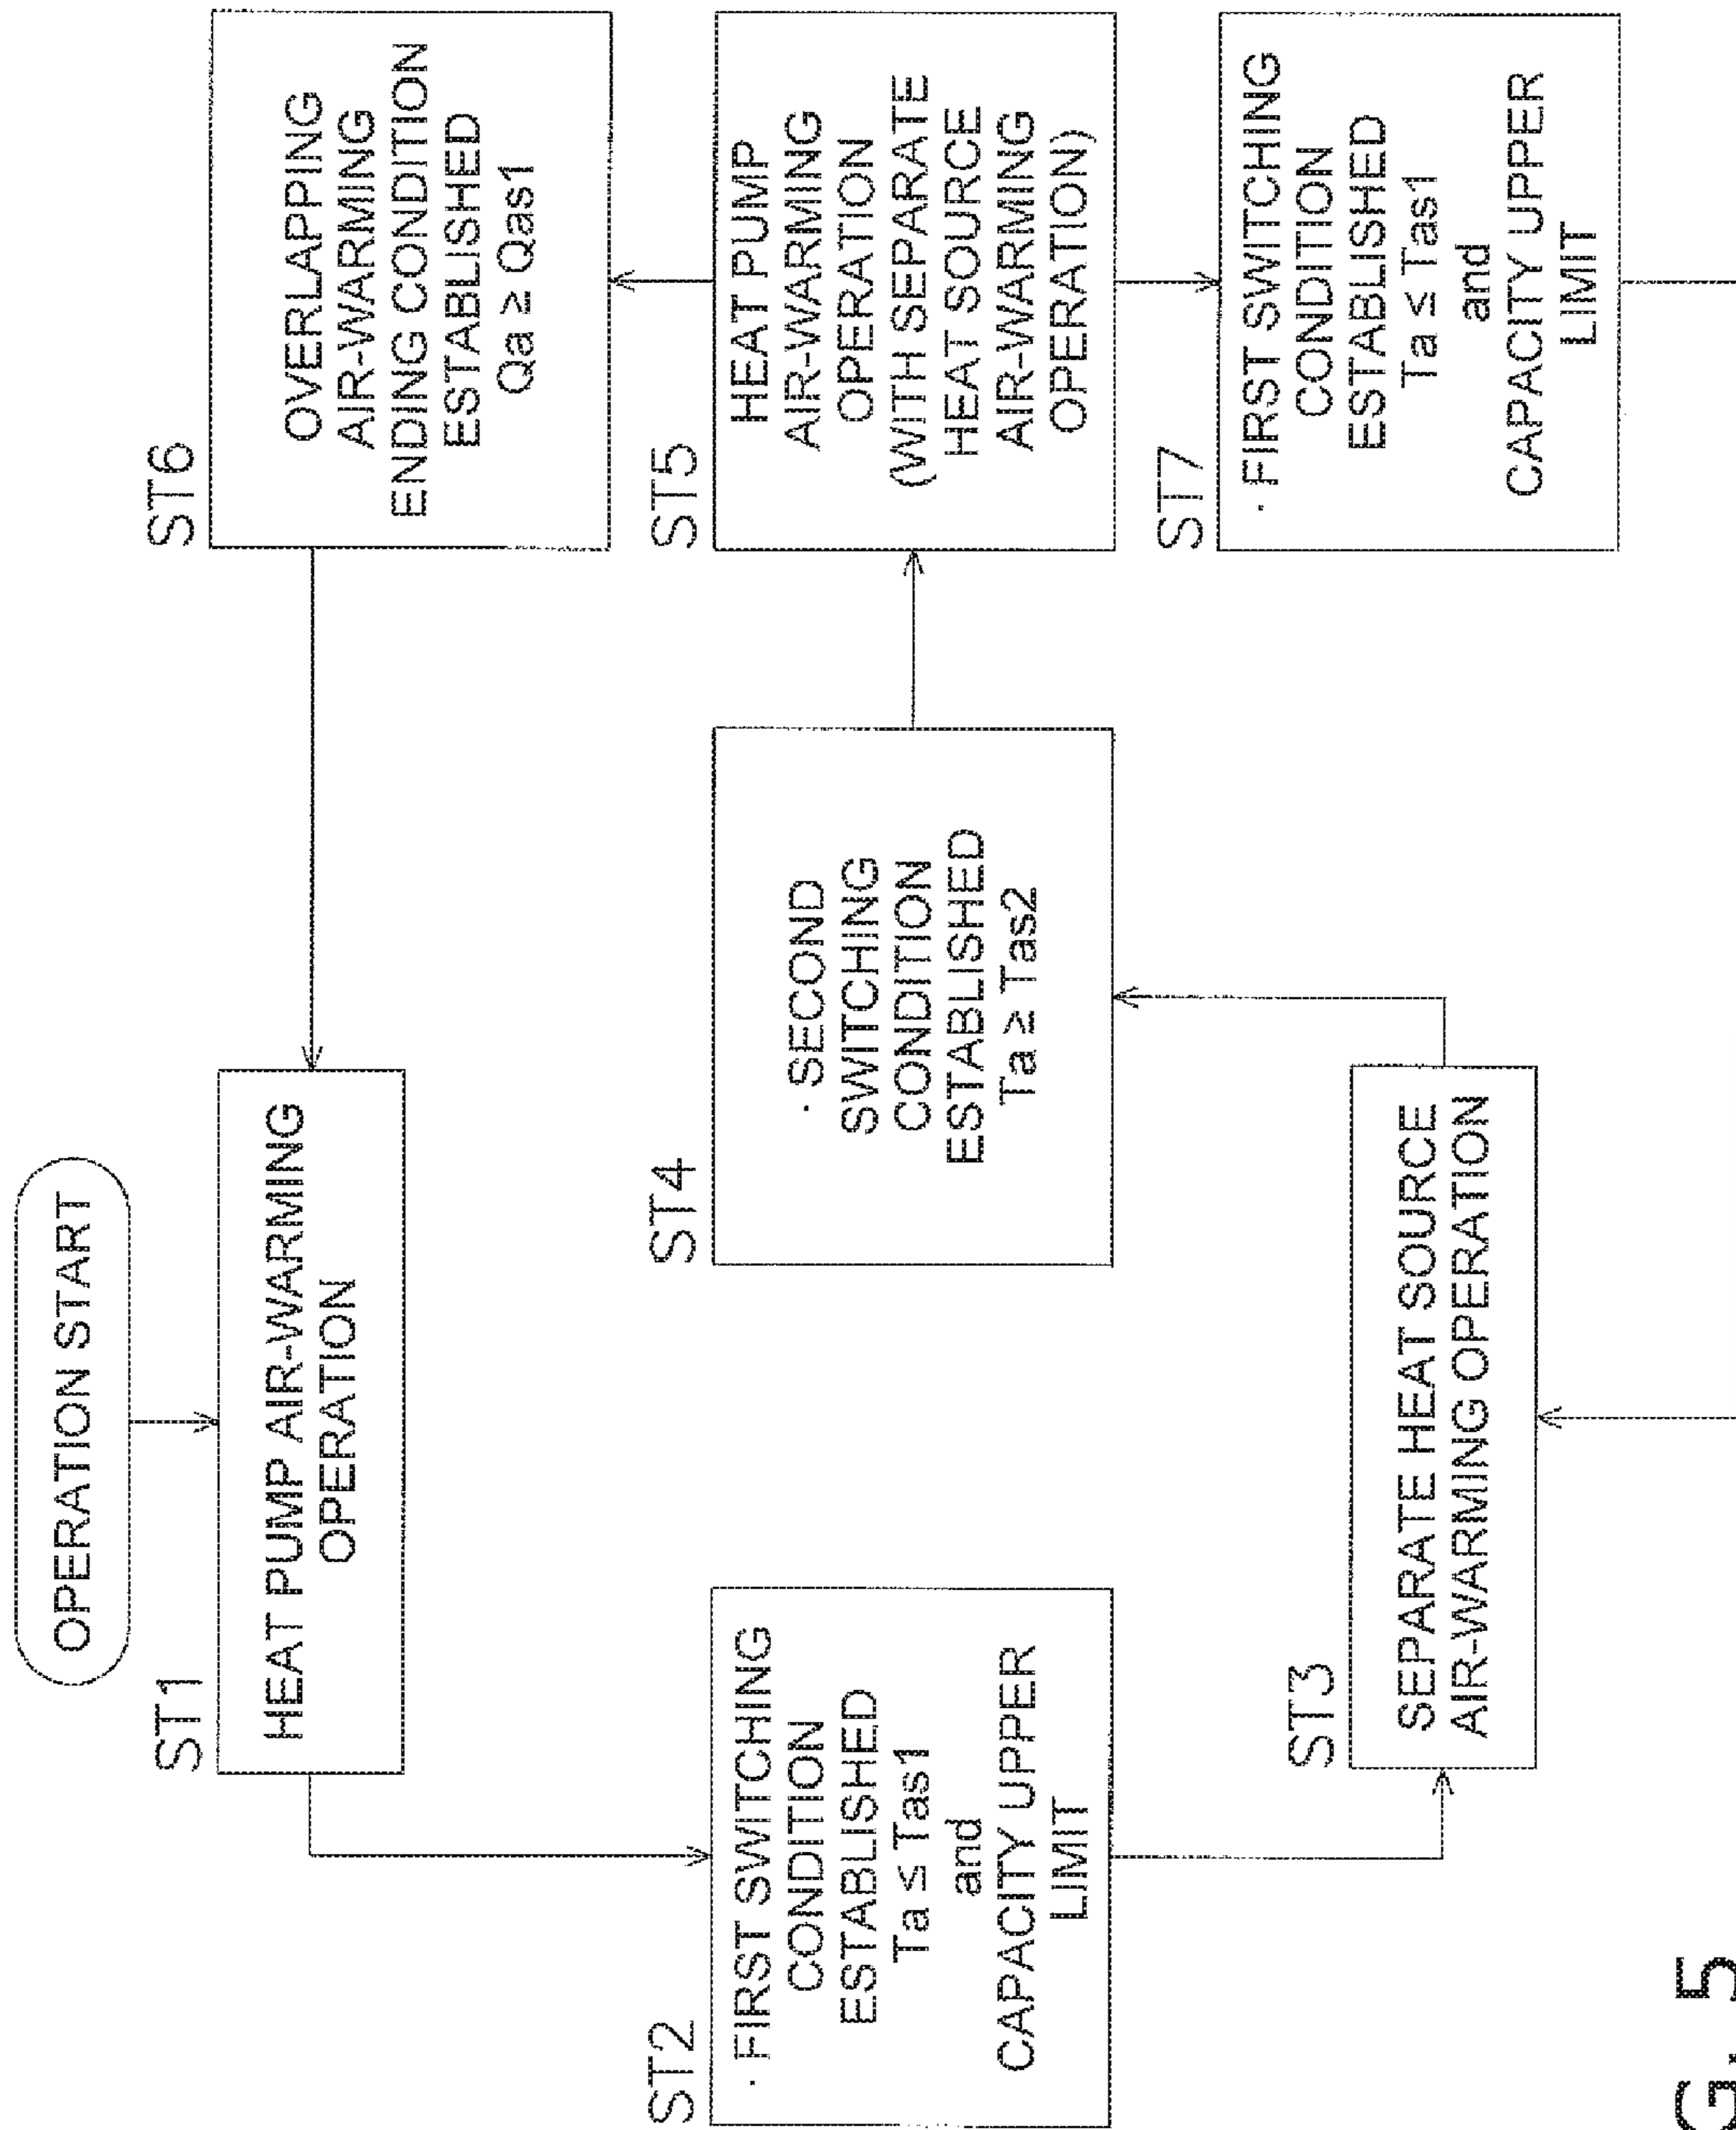 OPERATION START
ST1
HEAT PUMP AIR-WARMING
OPERATION
ST2
· FIRST SWITCHING
CONDITION
ESTABLISHED
Ta ≤ Tas1
and
CAPACITY UPPER
LIMIT
ST3
SEPARATE HEAT SOURCE
AIR-WARMING OPERATION
ST4
· SECOND
SWITCHING
CONDITION
ESTABLISHED
Ta ≥ Tas2
ST5
HEAT PUMP
AIR-WARMING
OPERATION
(WITH SEPARATE
HEAT SOURCE
AIR-WARMING
OPERATION)
ST6
OVERLAPPING
AIR-WARMING
ENDING CONDITION
ESTABLISHED
Qa ≥ Qas1
ST7
· FIRST SWITCHING
CONDITION
ESTABLISHED
Ta ≤ Tas1
and
CAPACITY UPPER
LIMIT
G. 5